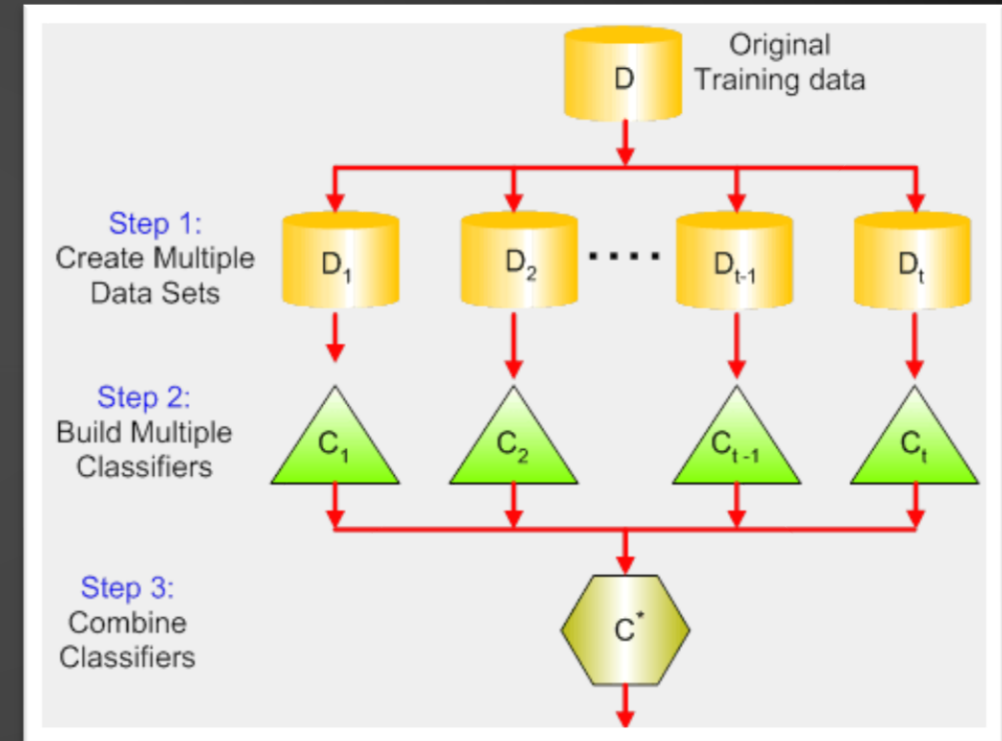 D
Original
Training data
Step 1:
Create Multiple
Data Sets
D1
D2
....
Dt-1
Dt
Step 2:
Build Multiple
Classifiers
C1
C2
Ct -1
Ct
Step 3:
Combine
Classifiers
C*